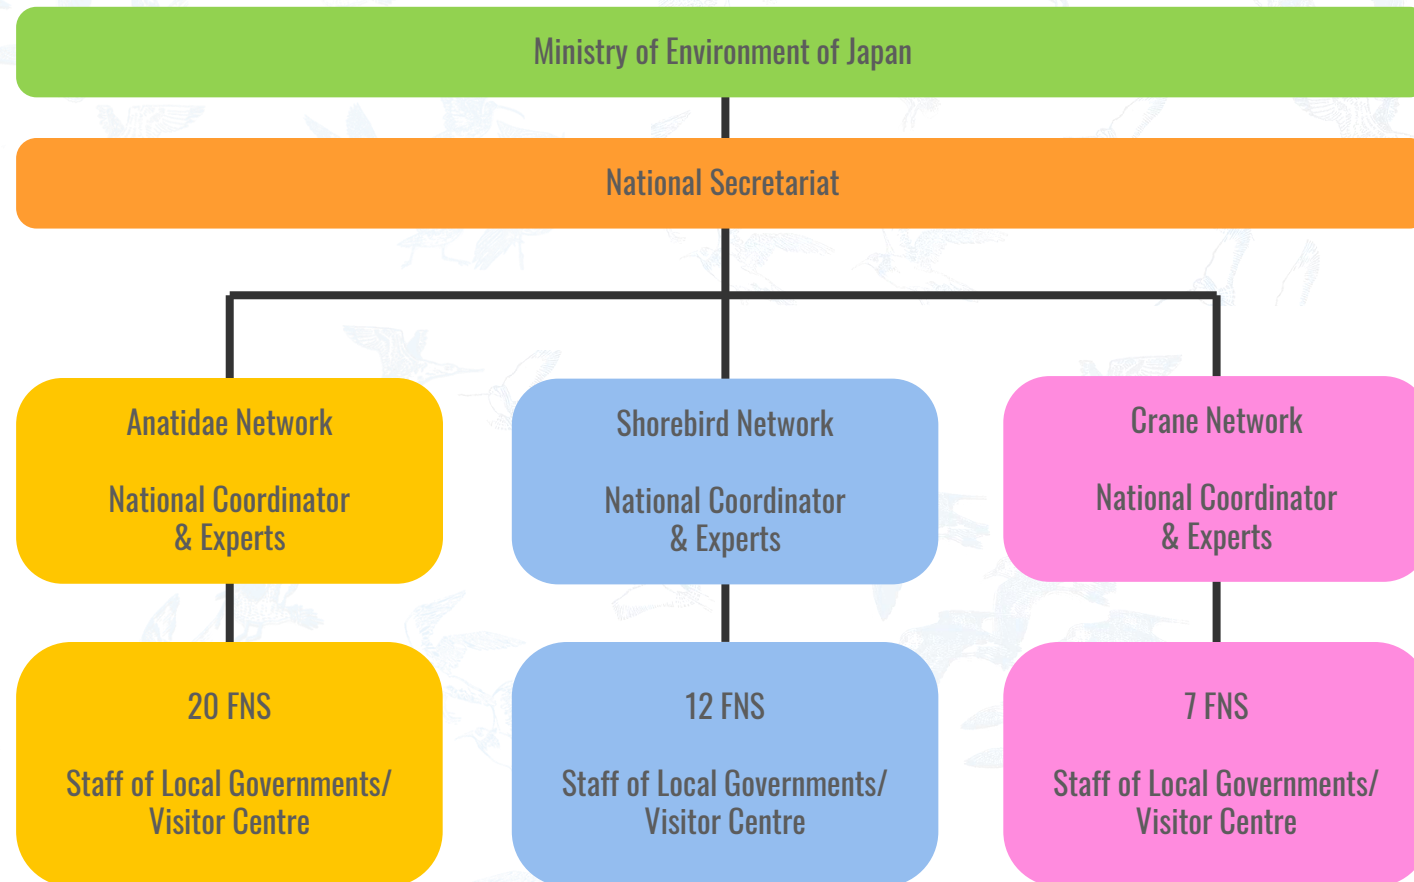 Ministry of Environment of Japan
National Secretariat
Anatidae Network
National Coordinator
& Experts
Shorebird Network
National Coordinator
& Experts
Crane Network
National Coordinator
& Experts
20 FNS
Staff of Local Governments/
Visitor Centre
12 FNS
Staff of Local Governments/
Visitor Centre
7 FNS
Staff of Local Governments/
Visitor Centre